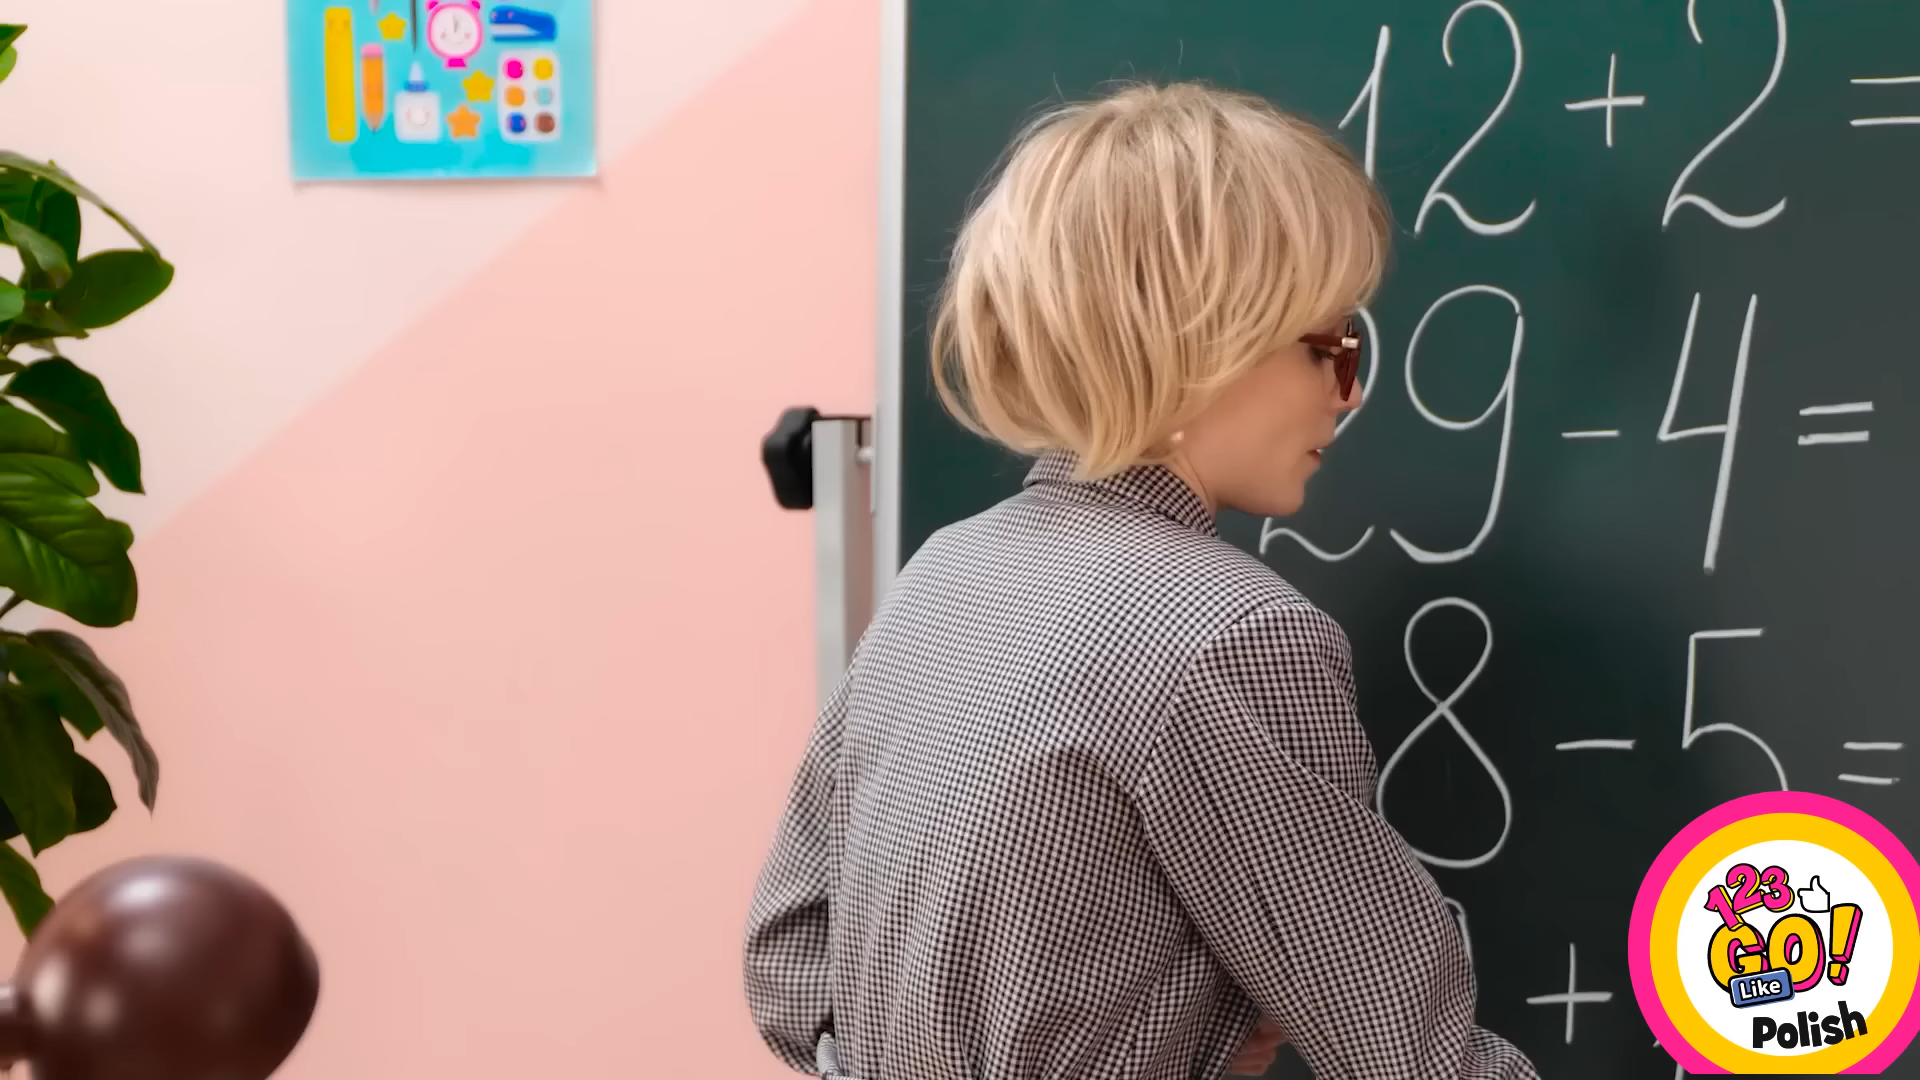 12 + 2 =
29 - 4 =
8 - 5 =
+
123
GO!
Like
Polish